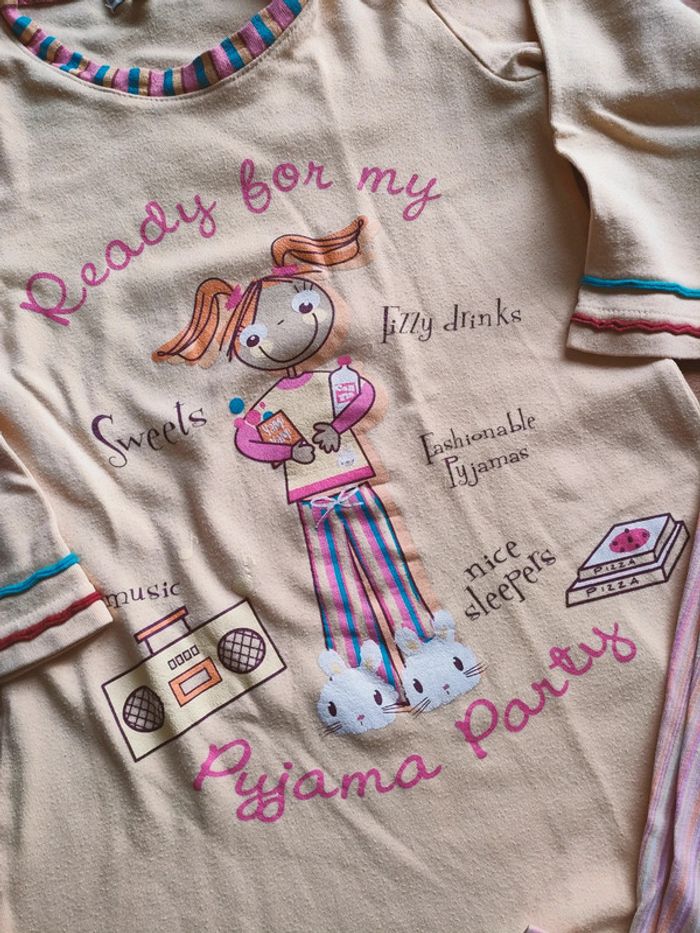 Ready for my
Fizzy drinks
Sweets
Fashionable
Pyjamas
nice
sleepers
music
PIZZA
PIZZA
Pyjama Party